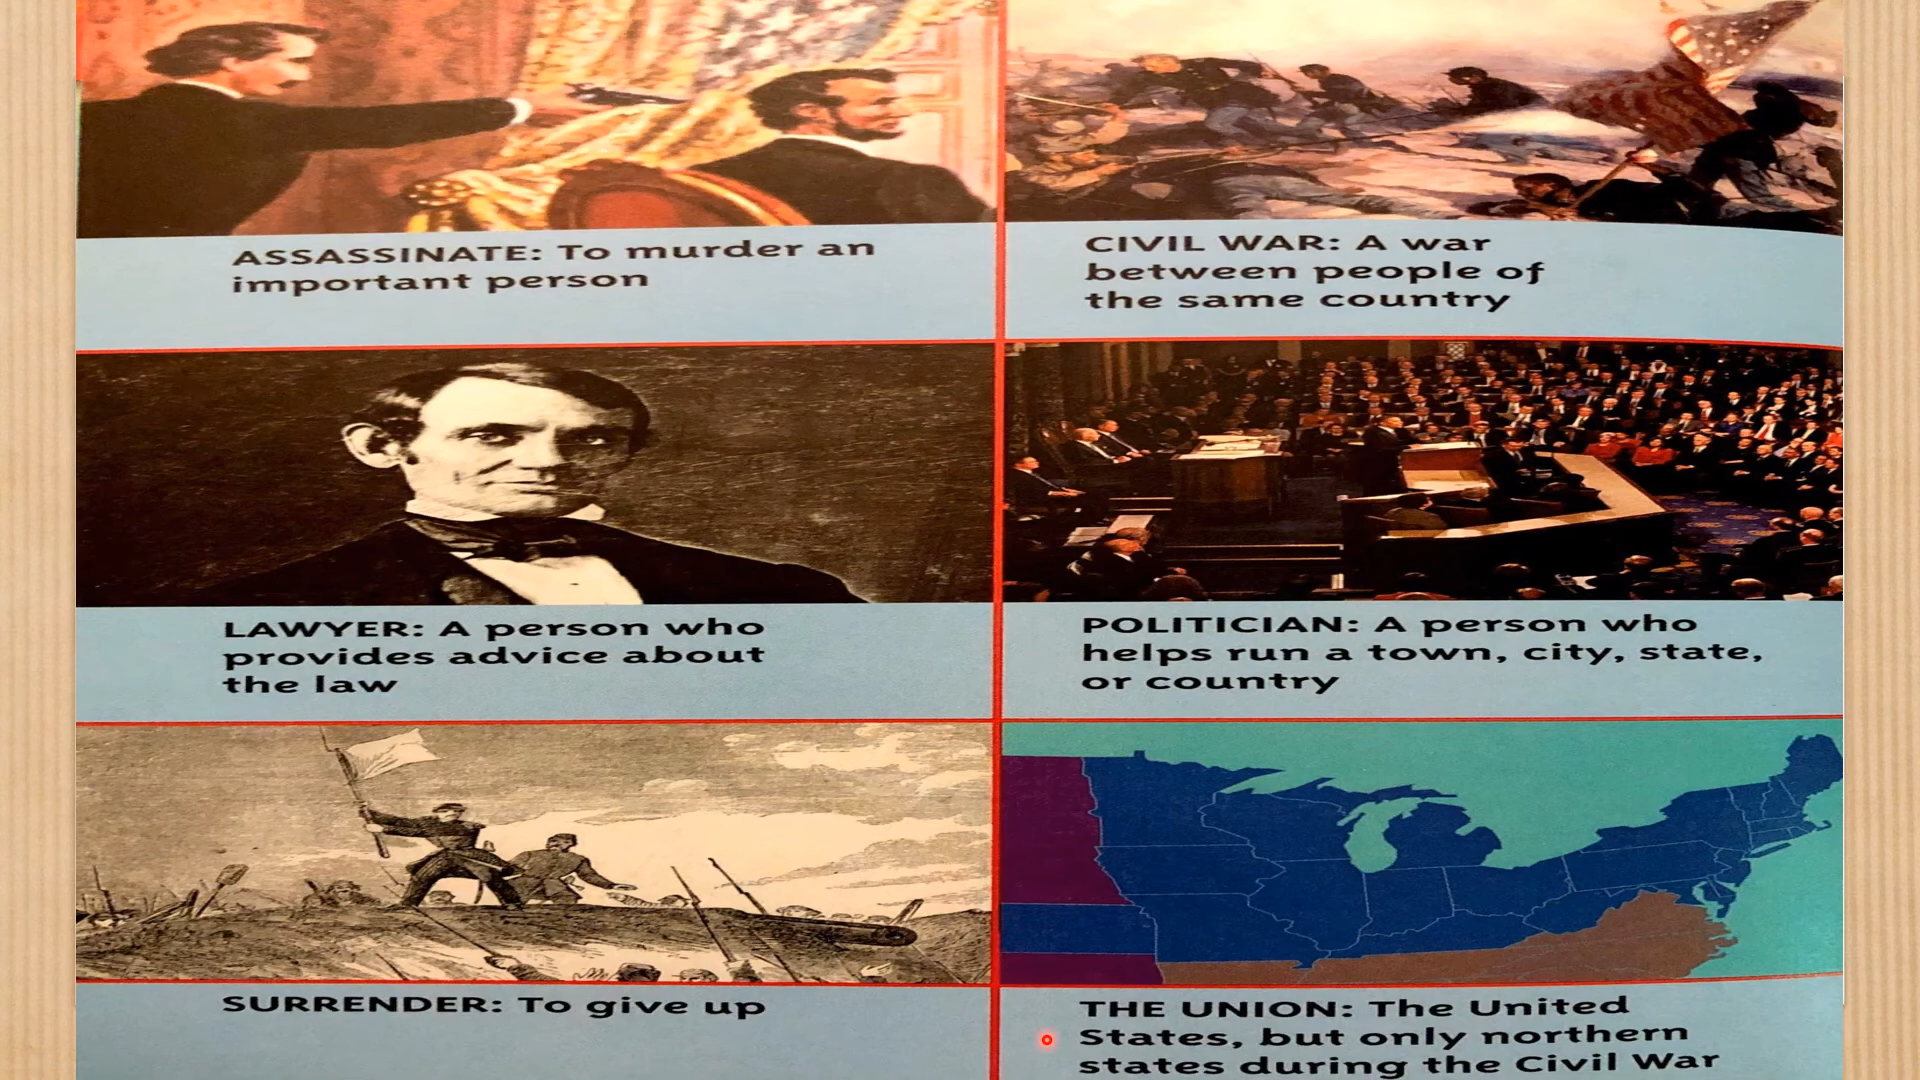 ASSASSINATE: To murder an
important person
CIVIL WAR: A war
between people of
the same country
LAWYER: A person who
provides advice about
the law
POLITICIAN: A person who
helps run a town, city, state,
or country
SURRENDER: To give up
THE UNION: The United
States, but only northern
states during the Civil War